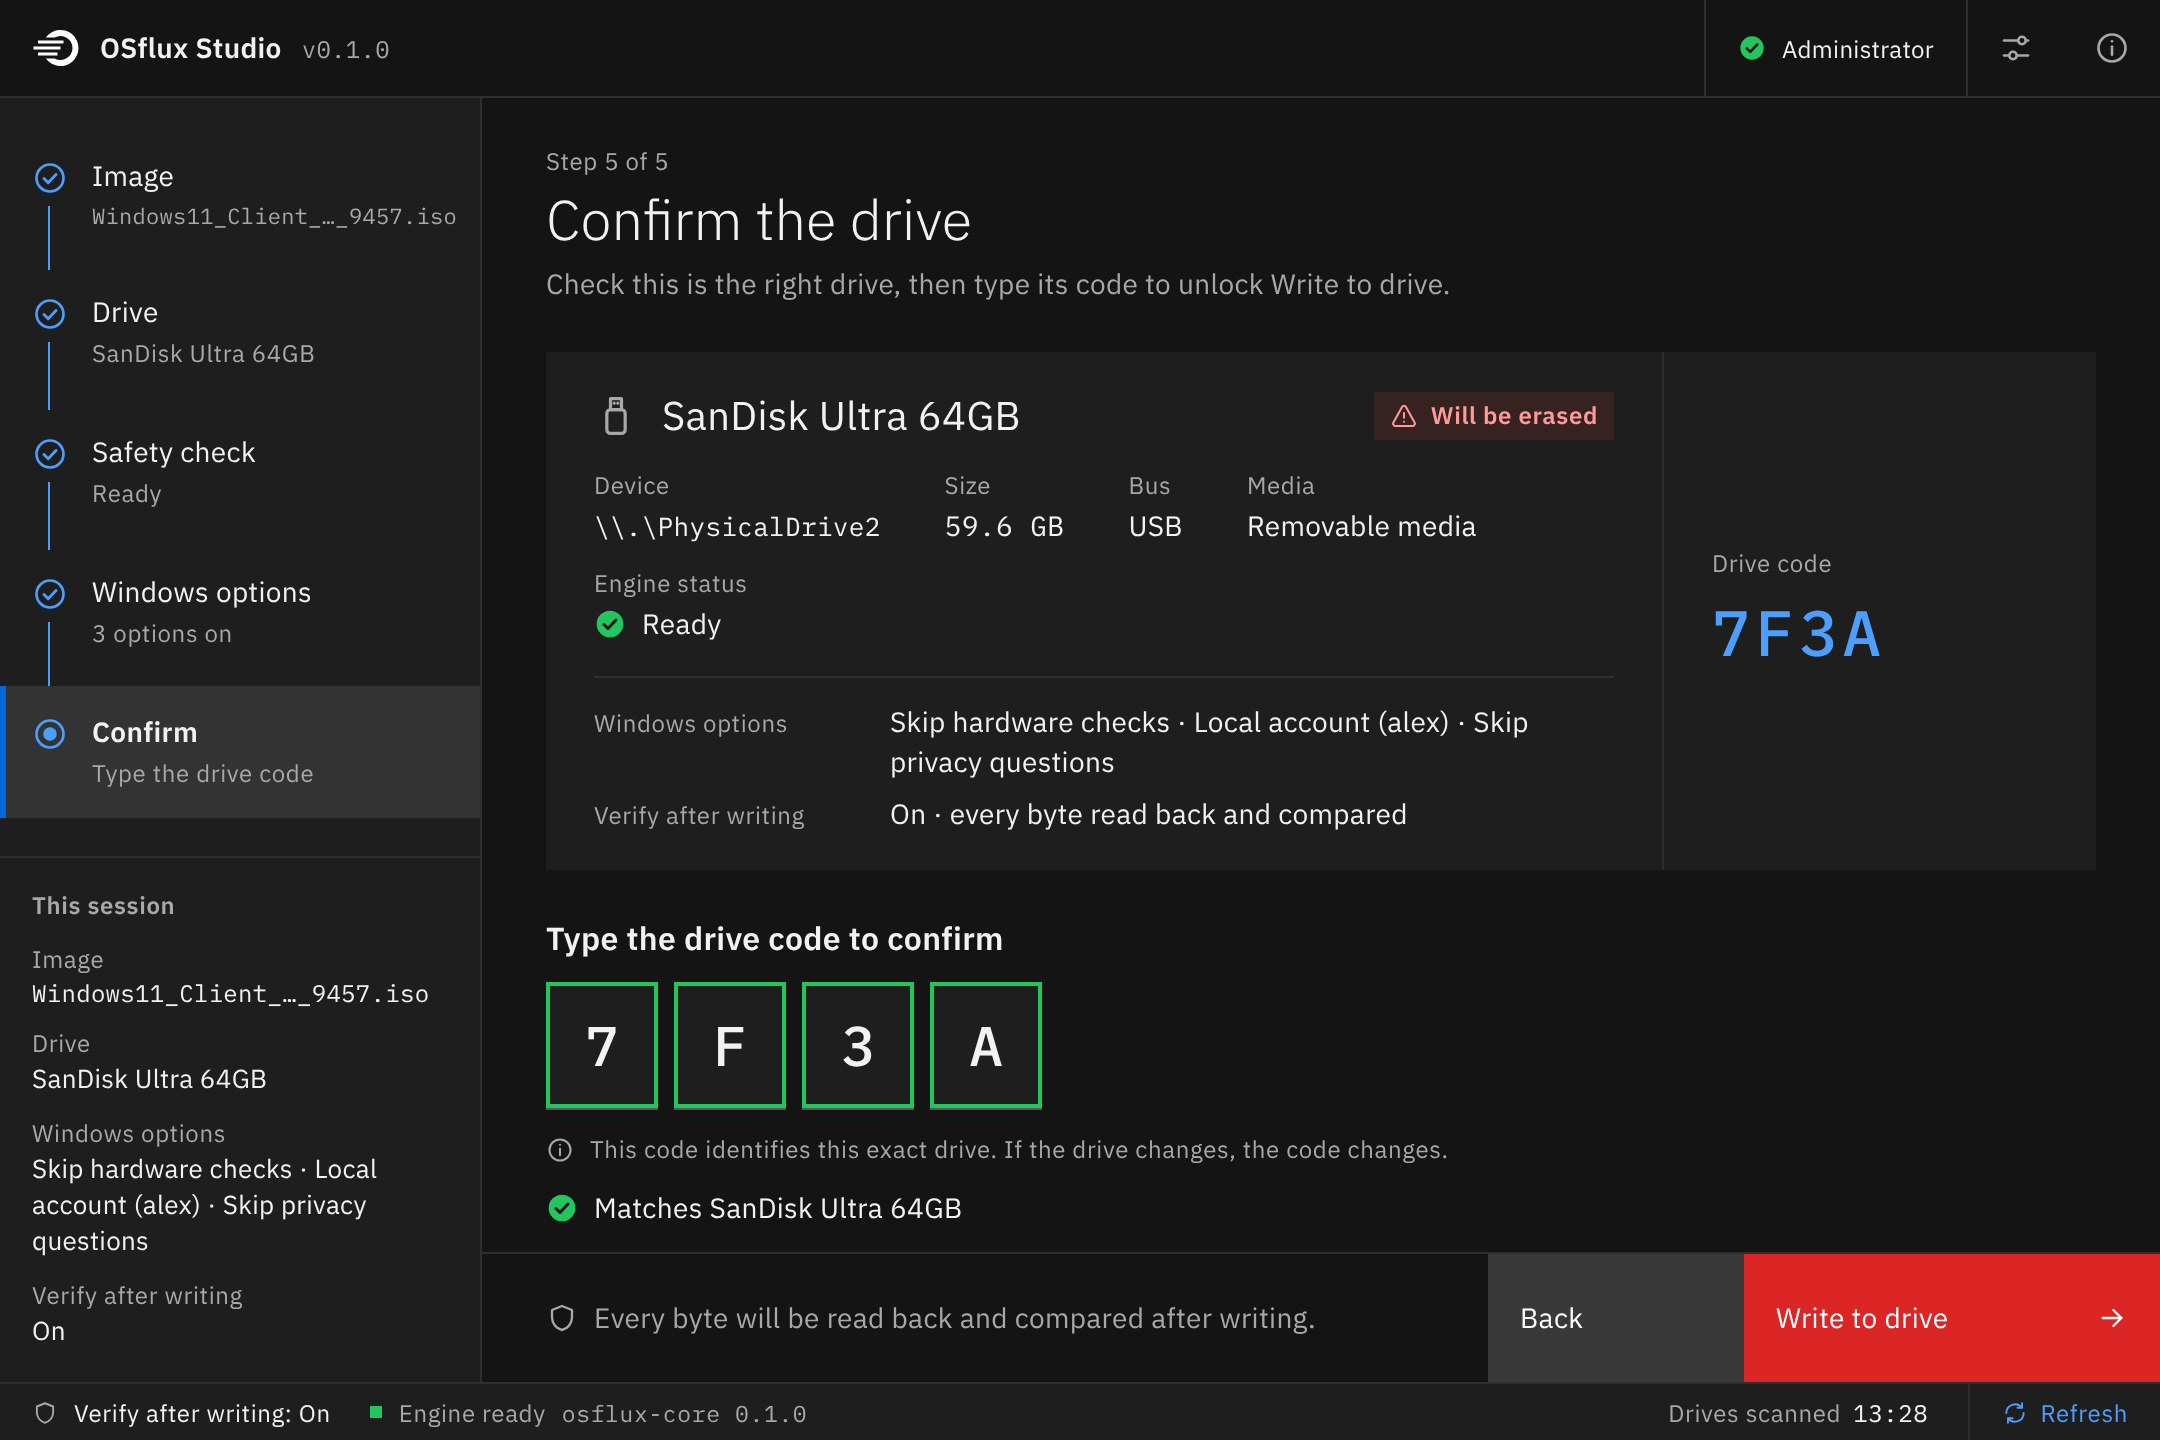 OSflux Studio v0.1.0
Administrator
Image
Windows11_Client_…_9457.iso
Drive
SanDisk Ultra 64GB
Safety check
Ready
Windows options
3 options on
Confirm
Type the drive code
This session
Image
Windows11_Client_…_9457.iso
Drive
SanDisk Ultra 64GB
Windows options
Skip hardware checks · Local
account (alex) · Skip privacy
questions
Verify after writing
On
Step 5 of 5
Confirm the drive
Check this is the right drive, then type its code to unlock Write to drive.
SanDisk Ultra 64GB
Will be erased
Device Size Bus Media
\\.\PhysicalDrive2 59.6 GB USB Removable media
Engine status
Ready
Windows options Skip hardware checks · Local account (alex) · Skip
privacy questions
Verify after writing On · every byte read back and compared
Drive code
7F3A
Type the drive code to confirm
7 F 3 A
This code identifies this exact drive. If the drive changes, the code changes.
Matches SanDisk Ultra 64GB
Every byte will be read back and compared after writing.
Back
Write to drive
Verify after writing: On
Engine ready osflux-core 0.1.0
Drives scanned 13:28
Refresh